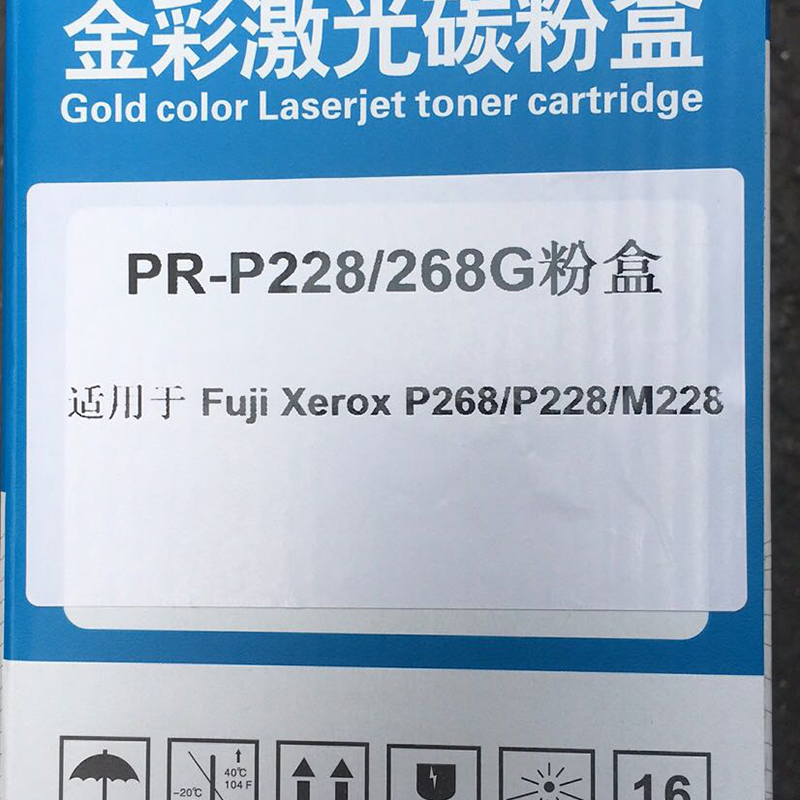 金彩激光碳粉盒
Gold color Laserjet toner cartridge
PR-P228/268G粉盒
适用于 Fuji Xerox P268/P228/M228
40℃
104 F
-20℃
16